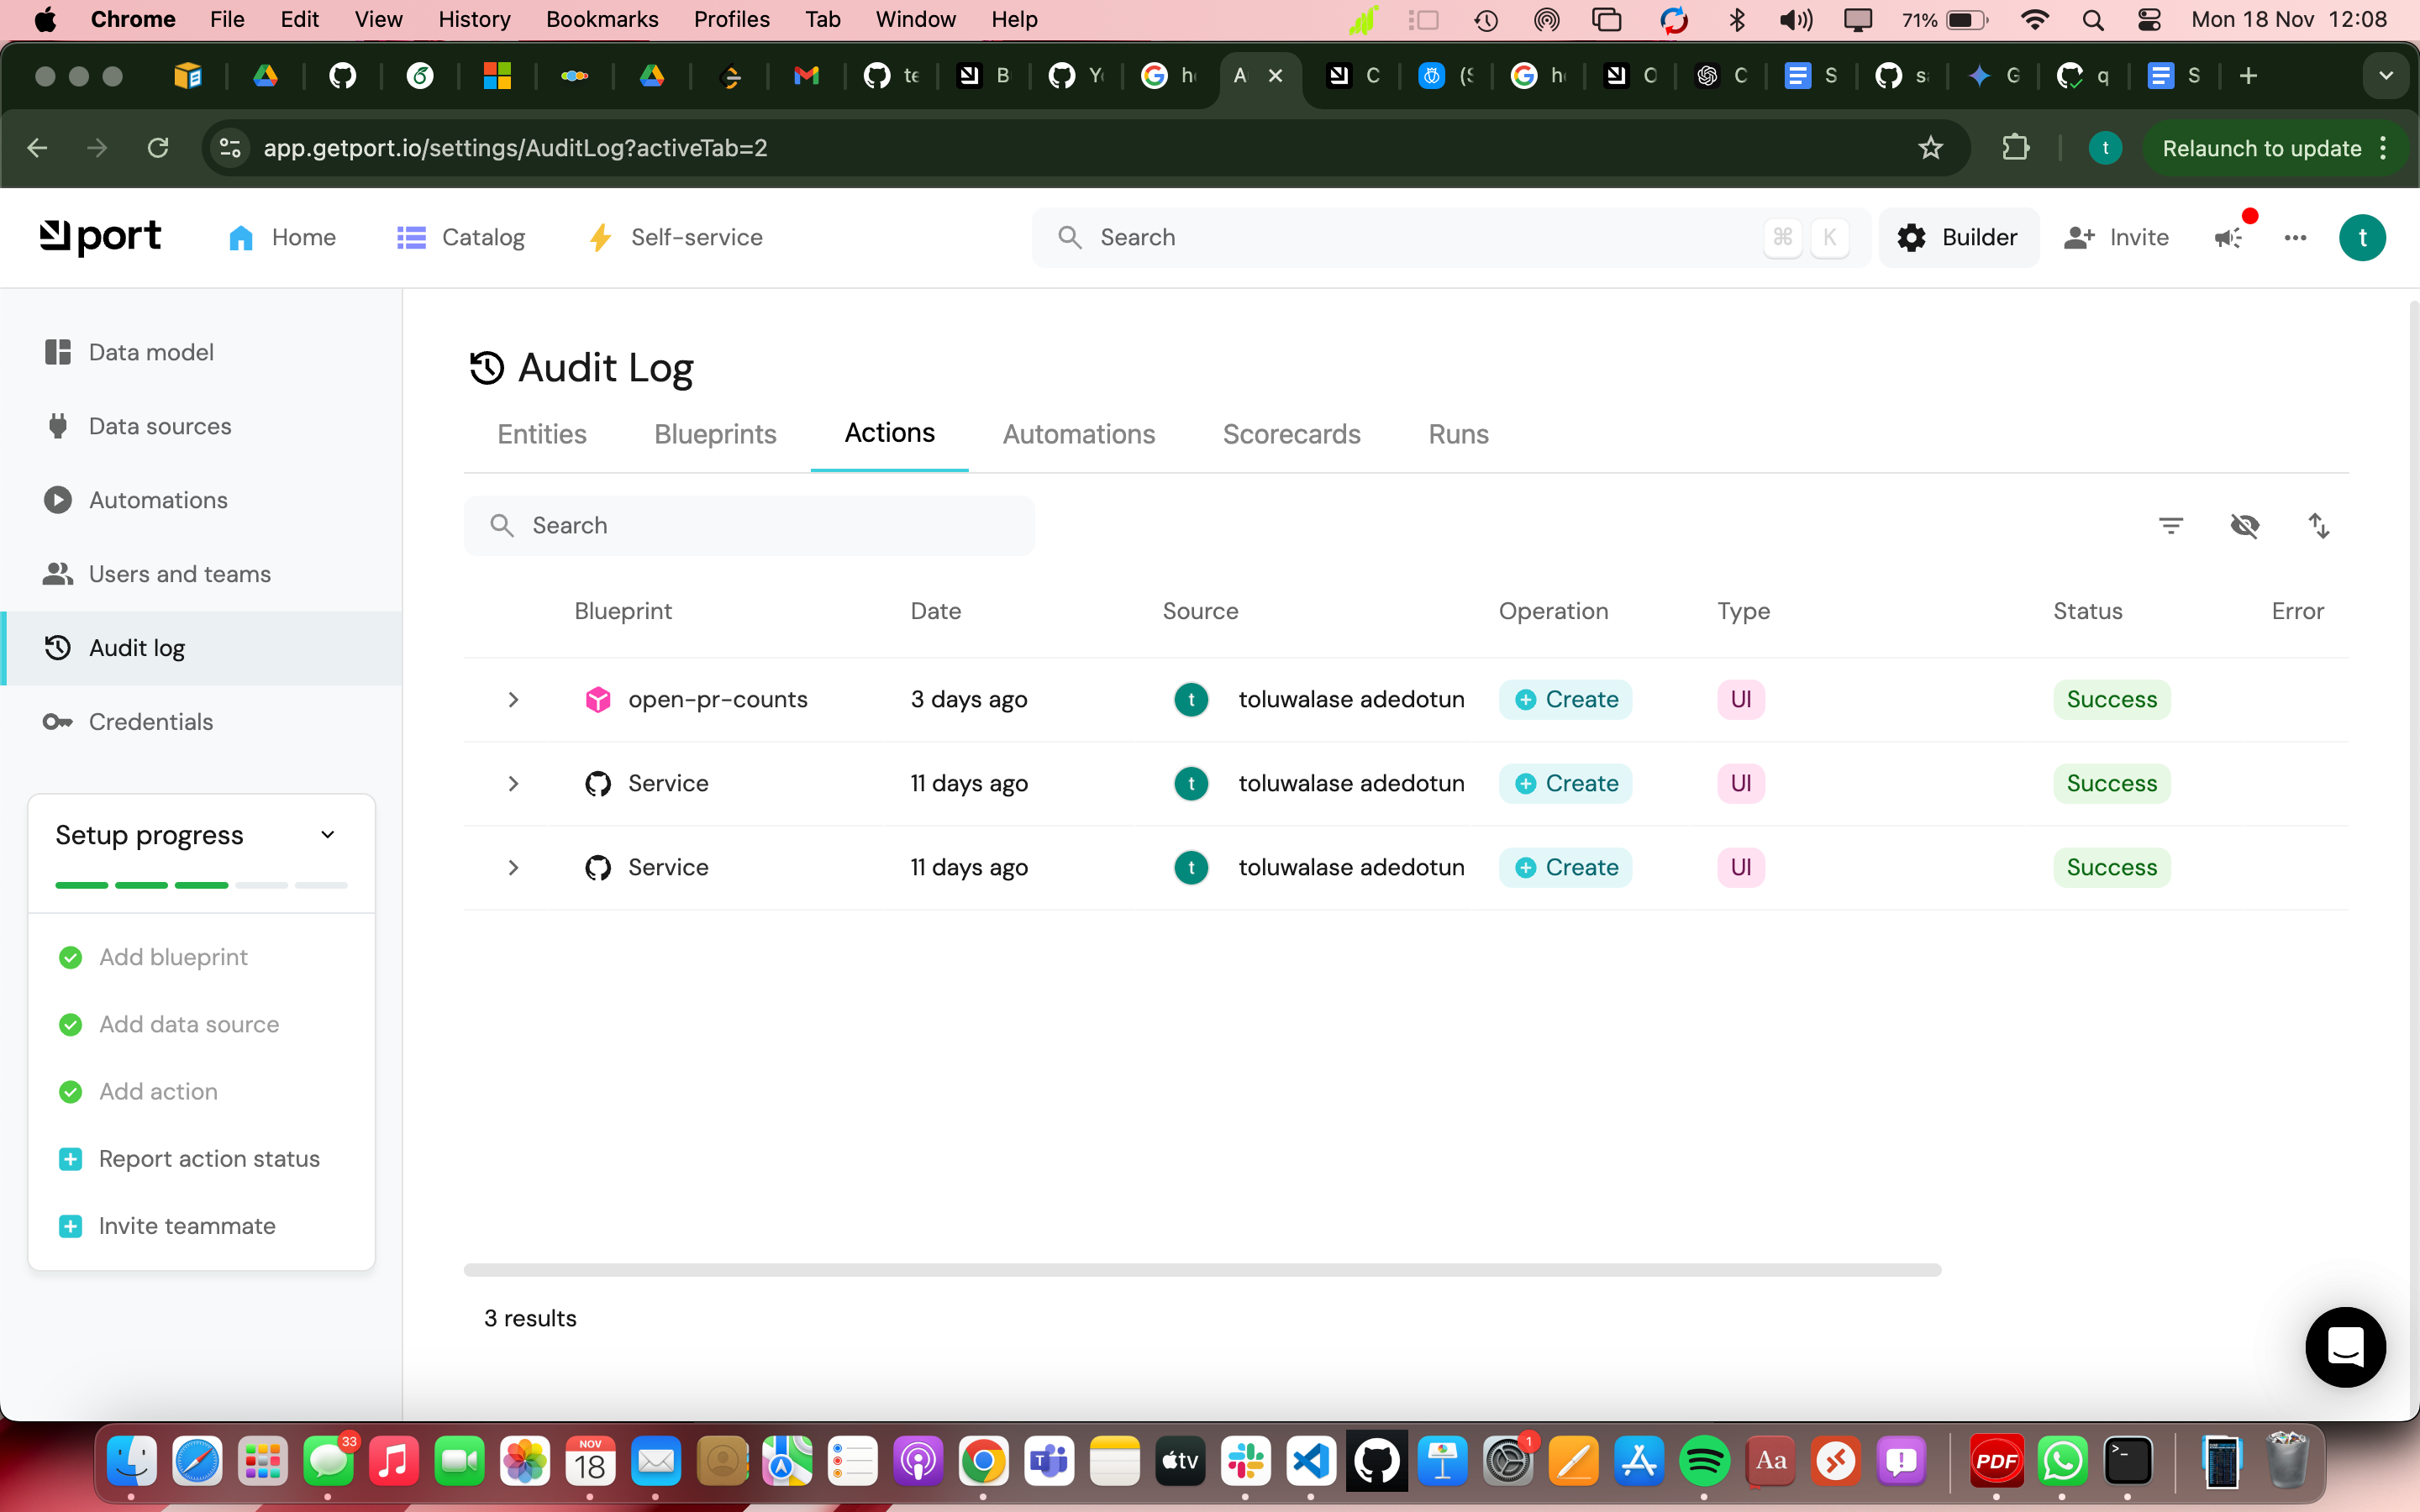 Chrome File Edit View History Bookmarks Profiles Tab Window Help 71% Mon 18 Nov 12:08
te B Yo h A C (S h O C S s G q S
app.getport.io/settings/AuditLog?activeTab=2 t Relaunch to update
port Home Catalog Self-service Search ⌘ K Builder Invite t
Data model
Data sources
Automations
Users and teams
Audit log
Credentials
Setup progress
Add blueprint
Add data source
Add action
Report action status
Invite teammate
Audit Log
Entities Blueprints Actions Automations Scorecards Runs
Search
Blueprint Date Source Operation Type Status Error
open-pr-counts 3 days ago t toluwalase adedotun Create UI Success
Service 11 days ago t toluwalase adedotun Create UI Success
Service 11 days ago t toluwalase adedotun Create UI Success
3 results
33 NOV 18 T tv 1 Aa PDF >_